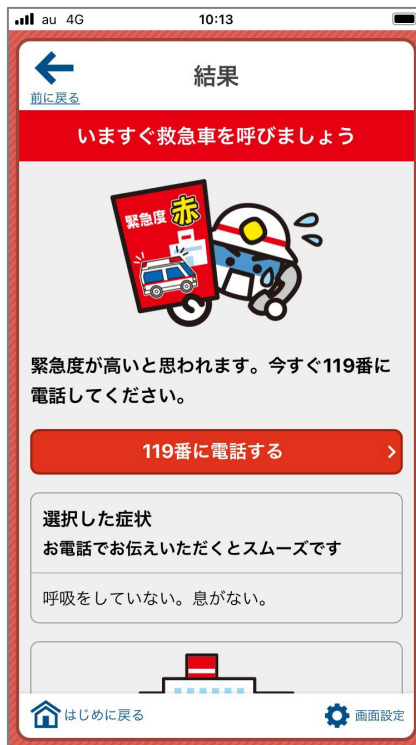 au 4G 10:13
前に戻る
結果
いますぐ救急車を呼びましょう
緊急度 赤
緊急度が高いと思われます。今すぐ119番に
電話してください。
119番に電話する
選択した症状
お電話でお伝えいただくとスムーズです
呼吸をしていない。息がない。
はじめに戻る
画面設定